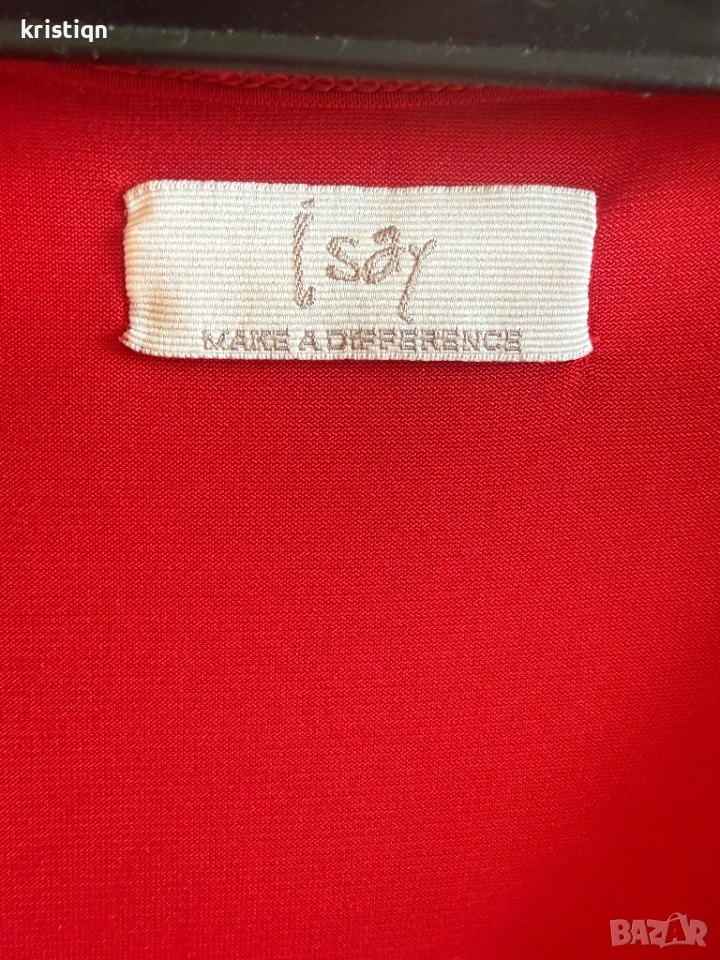 kristiqn
isay
MAKE A DIFFERENCE
BAZAR